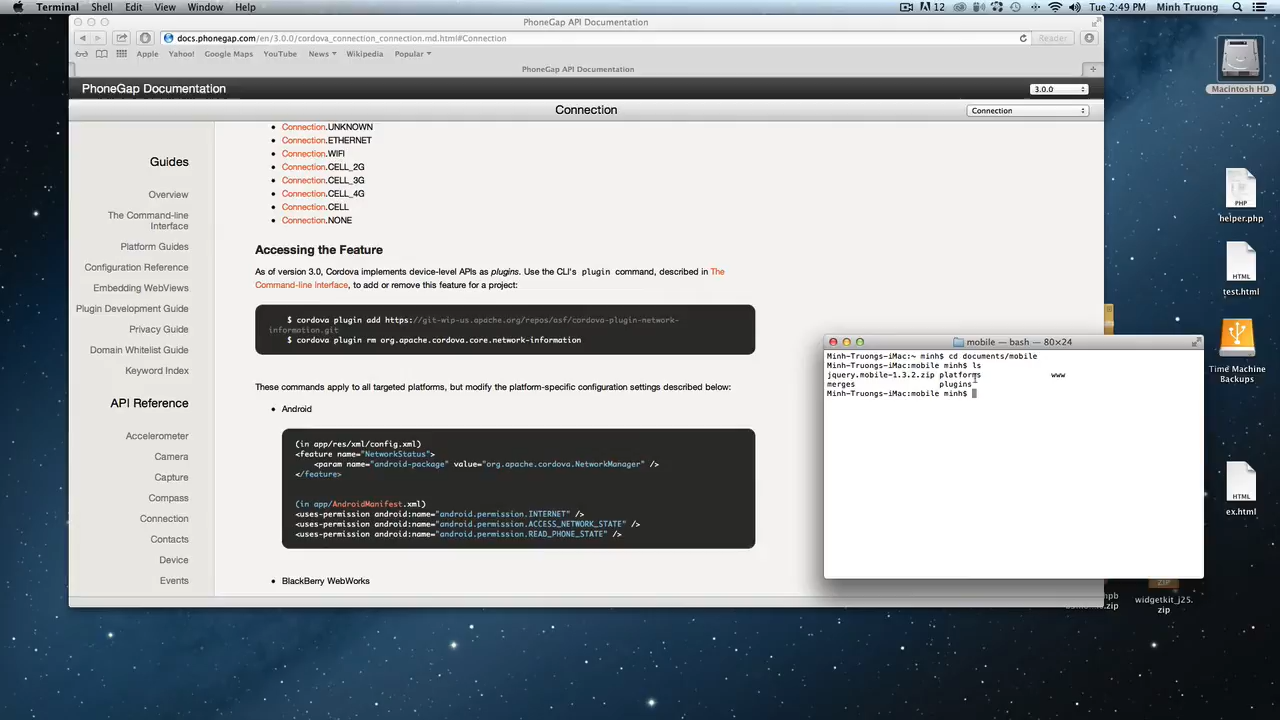 Terminal Shell Edit View Window Help
12 Tue 2:49 PM Minh Truong
PhoneGap API Documentation
docs.phonegap.com/en/3.0.0/cordova_connection_connection.md.html#Connection
Reader
Apple Yahoo! Google Maps YouTube News Wikipedia Popular
PhoneGap API Documentation
PhoneGap Documentation
3.0.0
Connection
Connection
Guides
Overview
The Command-line
Interface
Platform Guides
Configuration Reference
Embedding WebViews
Plugin Development Guide
Privacy Guide
Domain Whitelist Guide
Keyword Index
API Reference
Accelerometer
Camera
Capture
Compass
Connection
Contacts
Device
Events
Connection.UNKNOWN
Connection.ETHERNET
Connection.WIFI
Connection.CELL_2G
Connection.CELL_3G
Connection.CELL_4G
Connection.CELL
Connection.NONE
Accessing the Feature
As of version 3.0, Cordova implements device-level APIs as plugins. Use the CLI's plugin command, described in The
Command-line Interface, to add or remove this feature for a project:
$ cordova plugin add https://git-wip-us.apache.org/repos/asf/cordova-plugin-network-
information.git
$ cordova plugin rm org.apache.cordova.core.network-information
These commands apply to all targeted platforms, but modify the platform-specific configuration settings described below:
Android
(in app/res/xml/config.xml)
<feature name="NetworkStatus">
<param name="android-package" value="org.apache.cordova.NetworkManager" />
</feature>
(in app/AndroidManifest.xml)
<uses-permission android:name="android.permission.INTERNET" />
<uses-permission android:name="android.permission.ACCESS_NETWORK_STATE" />
<uses-permission android:name="android.permission.READ_PHONE_STATE" />
BlackBerry WebWorks
mobile — bash — 80×24
Minh-Truongs-iMac:~ minh$ cd documents/mobile
Minh-Truongs-iMac:mobile minh$ ls
jquery.mobile-1.3.2.zip platforms www
merges plugins
Minh-Truongs-iMac:mobile minh$
Macintosh HD
PHP
helper.php
HTML
test.html
Time Machine
Backups
HTML
ex.html
ZIP
widgetkit_j25.
zip